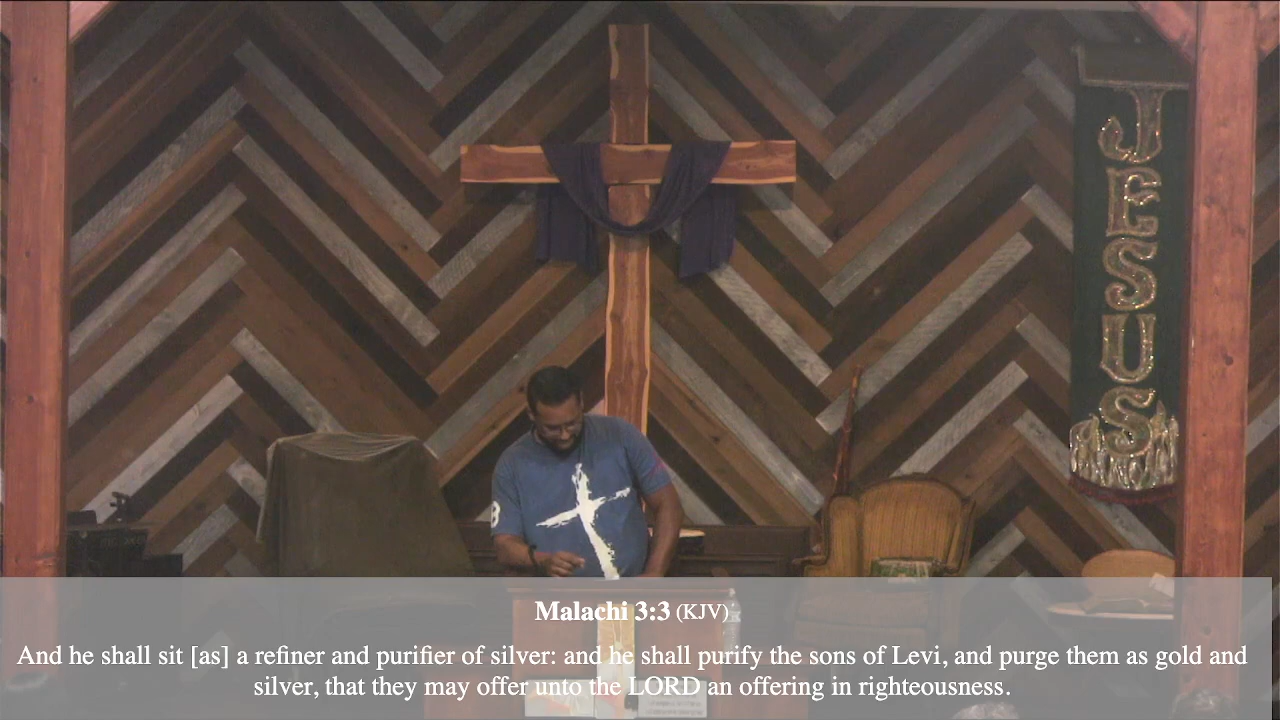 JESUS
3
Malachi 3:3 (KJV)
And he shall sit [as] a refiner and purifier of silver: and he shall purify the sons of Levi, and purge them as gold and
silver, that they may offer unto the LORD an offering in righteousness.